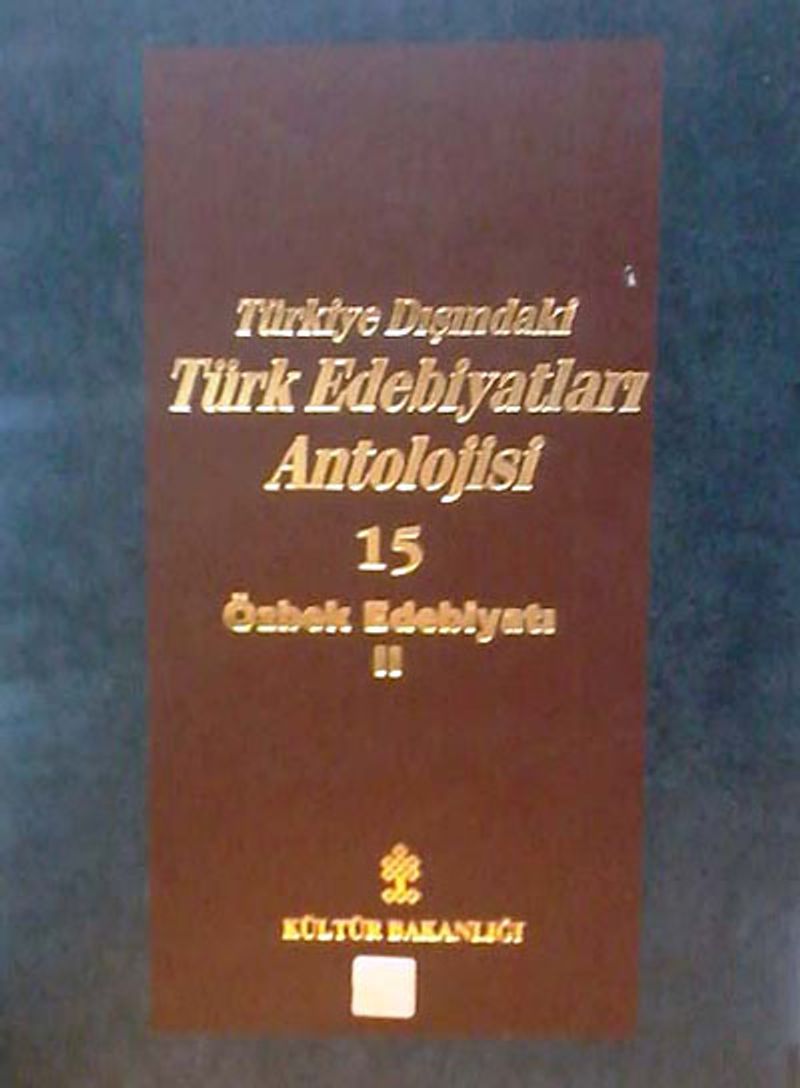 Türkiye Dışındaki
Türk Edebiyatları
Antolojisi
15
Özbek Edebiyatı
II
KÜLTÜR BAKANLIĞI